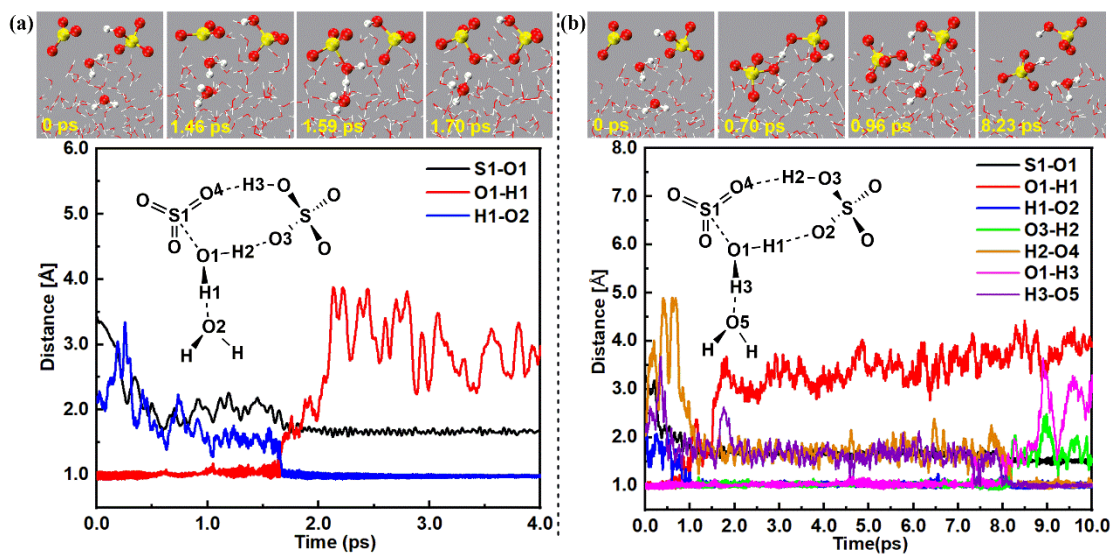 (a)
0 ps
1.46 ps
1.59 ps
1.70 ps
6.0
5.0
4.0
3.0
2.0
1.0
Distance [Å]
S1-O1
O1-H1
H1-O2
O
O4
H3
O
S1
O
S
O
O3
O
O1
H2
H1
O2
H
H
0.0
1.0
2.0
3.0
4.0
Time (ps)
(b)
0 ps
0.70 ps
0.96 ps
8.23 ps
8.0
7.0
6.0
5.0
4.0
3.0
2.0
1.0
Distance [Å]
S1-O1
O1-H1
H1-O2
O3-H2
H2-O4
O1-H3
H3-O5
O
O4
H2
O3
S1
O
S
O
O2
O
O1
H1
H3
O5
H
H
0.0 1.0 2.0 3.0 4.0 5.0 6.0 7.0 8.0 9.0 10.0
Time(ps)